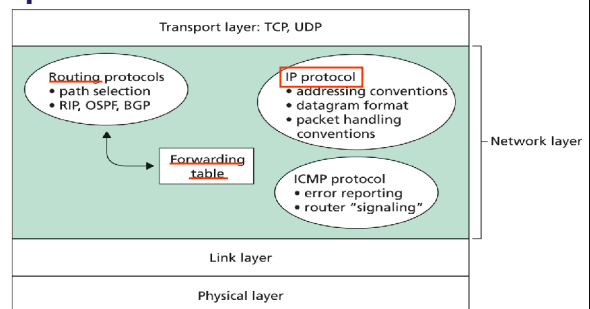 Transport layer: TCP, UDP
Routing protocols
• path selection
• RIP, OSPF, BGP
IP protocol
• addressing conventions
• datagram format
• packet handling
conventions
Network layer
Forwarding
table
ICMP protocol
• error reporting
• router “signaling”
Link layer
Physical layer